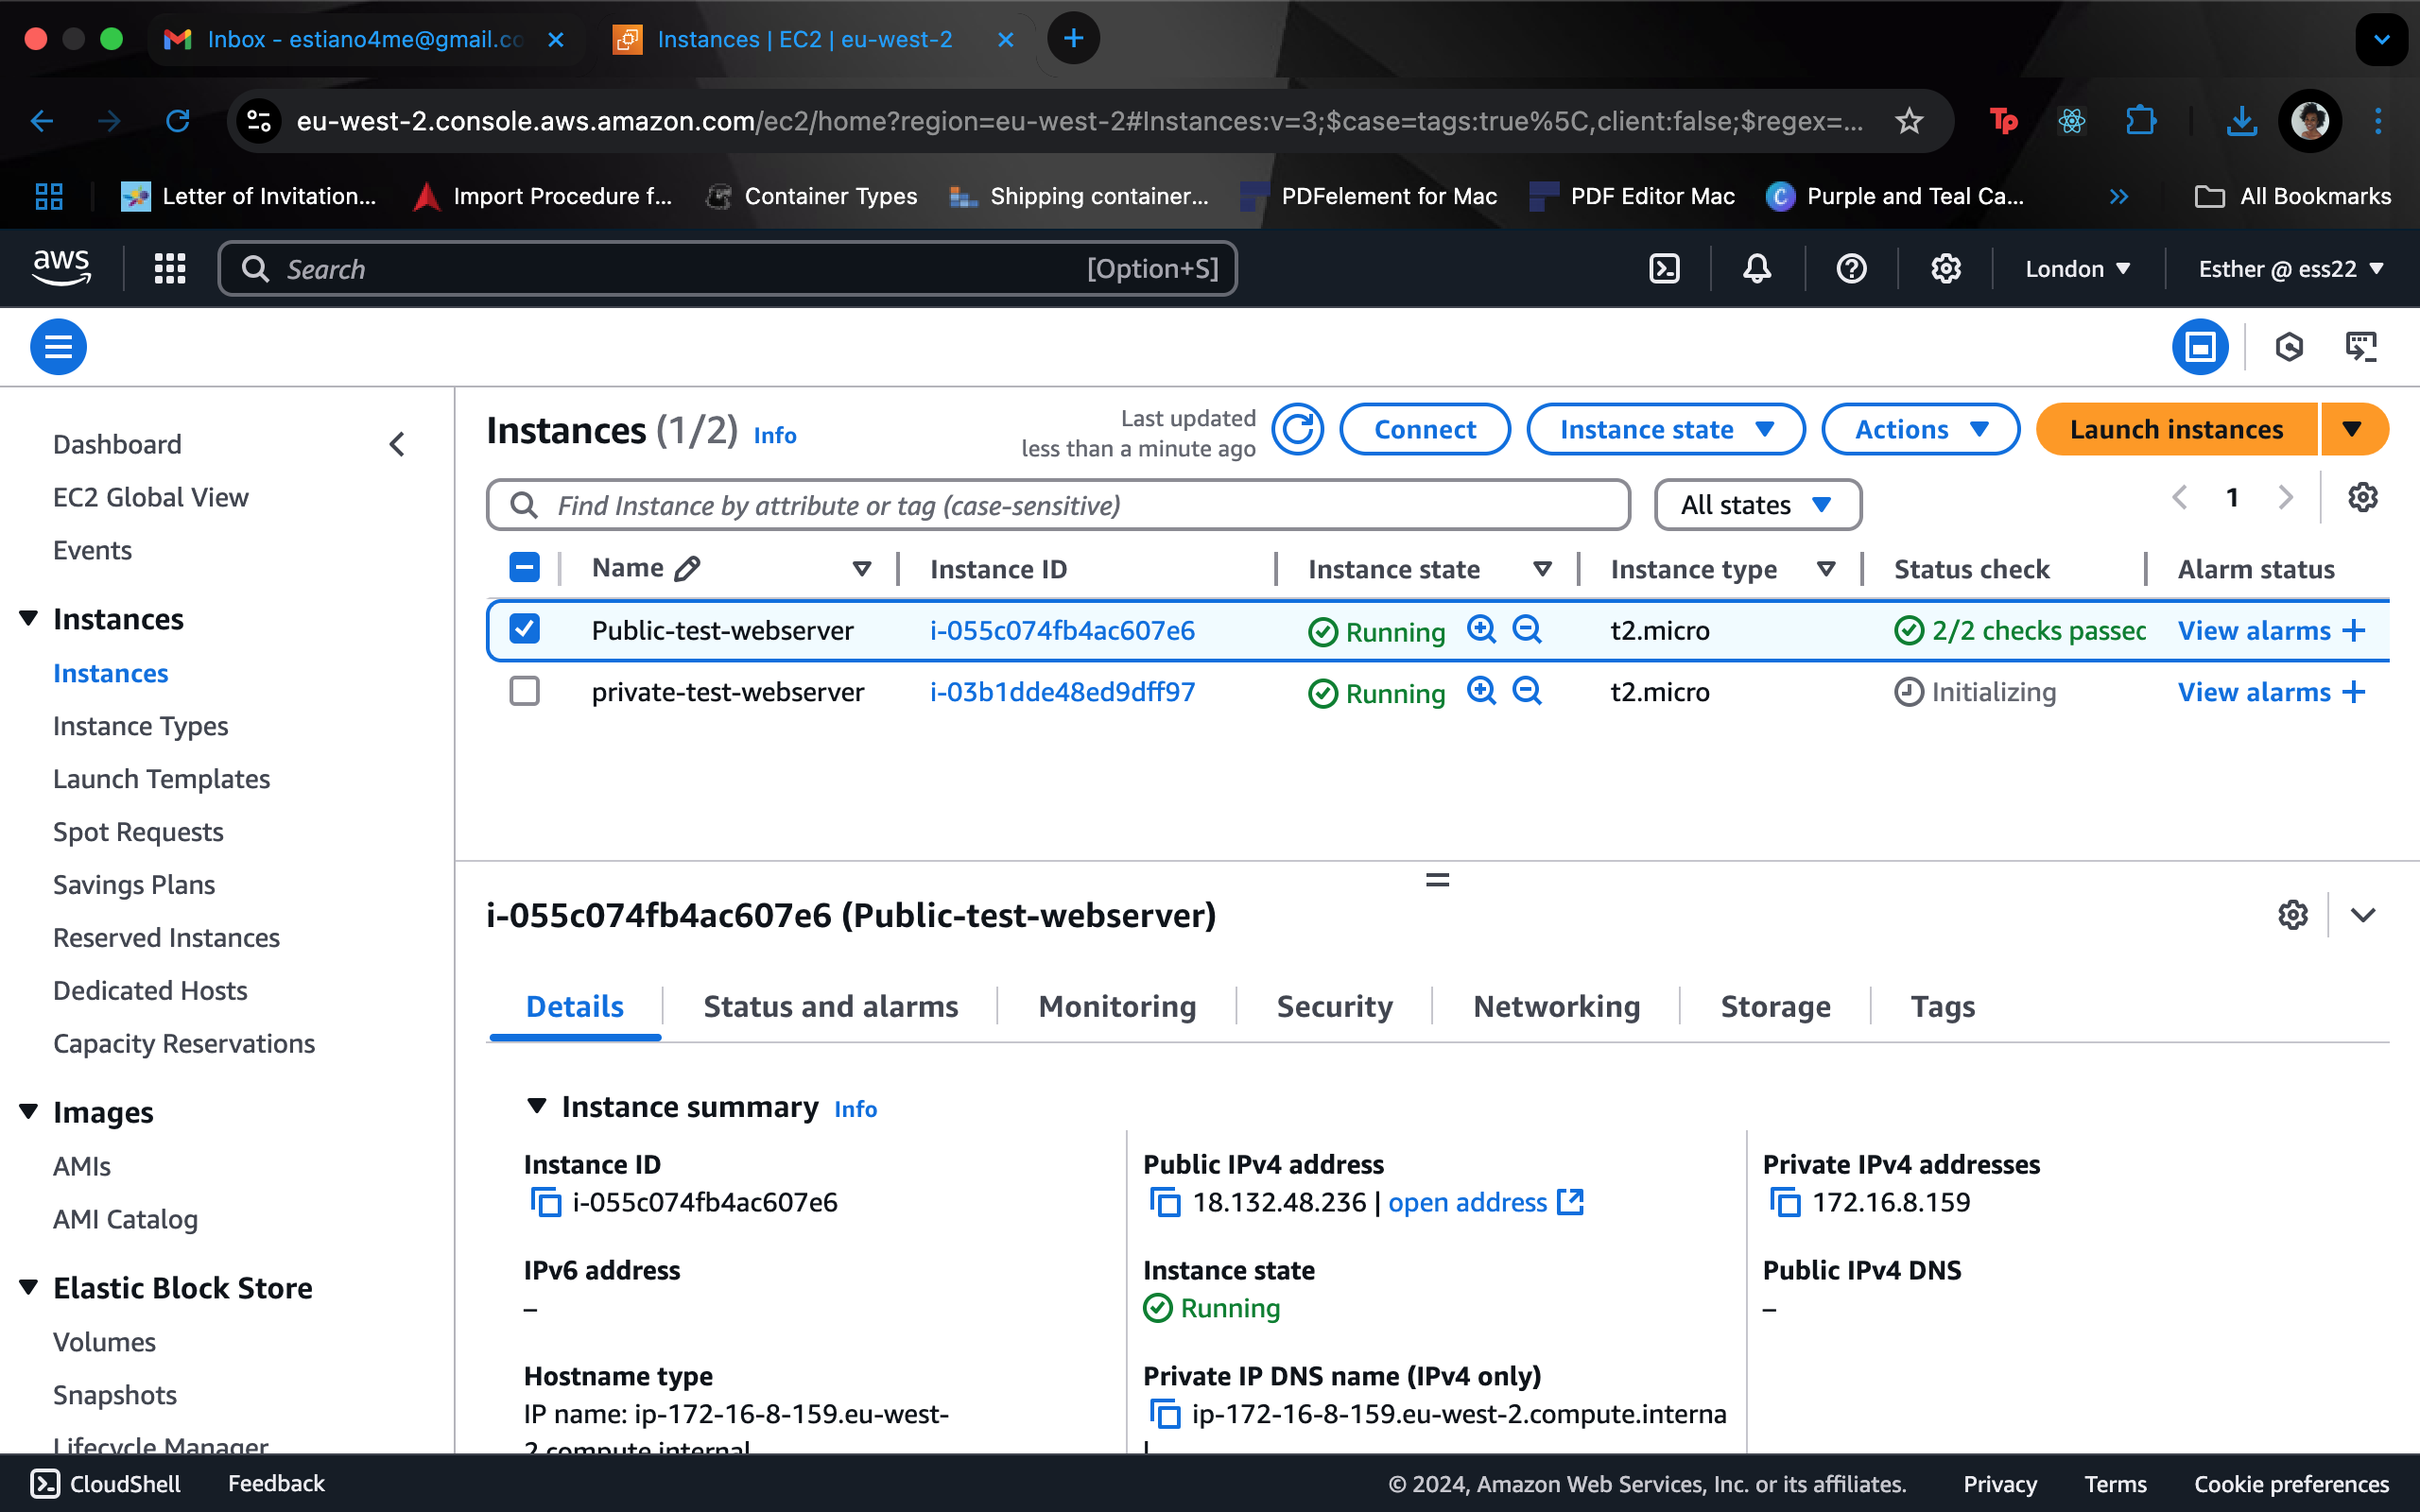 Inbox - estiano4me@gmail.co
Instances | EC2 | eu-west-2
eu-west-2.console.aws.amazon.com/ec2/home?region=eu-west-2#Instances:v=3;$case=tags:true%5C,client:false;$regex=...
Tp
Letter of Invitation...
Import Procedure f...
Container Types
Shipping container...
PDFelement for Mac
PDF Editor Mac
Purple and Teal Ca...
All Bookmarks
aws
Search
[Option+S]
London
Esther @ ess22
Dashboard
EC2 Global View
Events
Instances
Instances
Instance Types
Launch Templates
Spot Requests
Savings Plans
Reserved Instances
Dedicated Hosts
Capacity Reservations
Images
AMIs
AMI Catalog
Elastic Block Store
Volumes
Snapshots
Lifecycle Manager
Instances (1/2) Info
Last updated
less than a minute ago
Connect
Instance state
Actions
Launch instances
Find Instance by attribute or tag (case-sensitive)
All states
1
Name Instance ID Instance state Instance type Status check Alarm status
Public-test-webserver i-055c074fb4ac607e6 Running t2.micro 2/2 checks passec View alarms +
private-test-webserver i-03b1dde48ed9dff97 Running t2.micro Initializing View alarms +
i-055c074fb4ac607e6 (Public-test-webserver)
Details Status and alarms Monitoring Security Networking Storage Tags
Instance summary Info
Instance ID
i-055c074fb4ac607e6
Public IPv4 address
18.132.48.236 | open address
Private IPv4 addresses
172.16.8.159
IPv6 address
–
Instance state
Running
Public IPv4 DNS
–
Hostname type
IP name: ip-172-16-8-159.eu-west-
2.compute.internal
Private IP DNS name (IPv4 only)
ip-172-16-8-159.eu-west-2.compute.interna
l
CloudShell
Feedback
© 2024, Amazon Web Services, Inc. or its affiliates.
Privacy
Terms
Cookie preferences